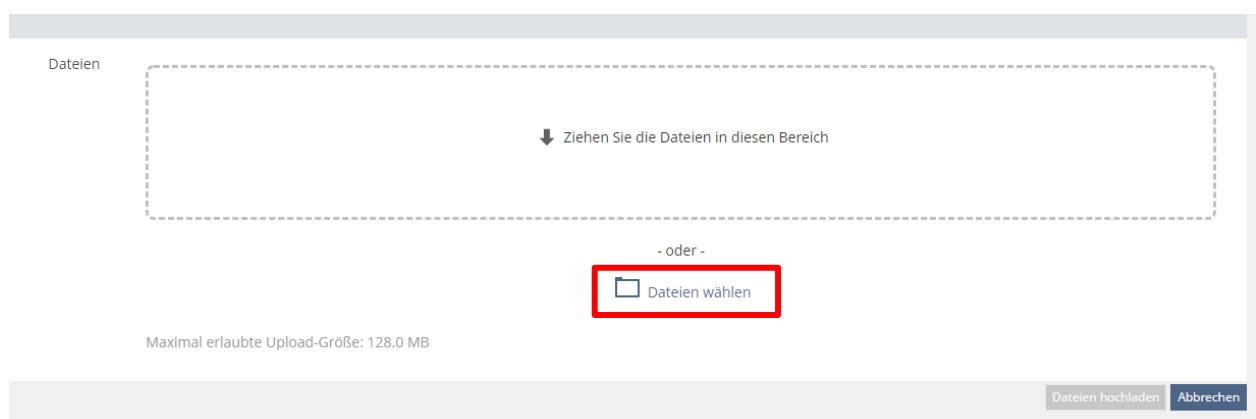 Dateien
Ziehen Sie die Dateien in diesen Bereich
- oder -
Dateien wählen
Maximal erlaubte Upload-Größe: 128.0 MB
Dateien hochladen Abbrechen